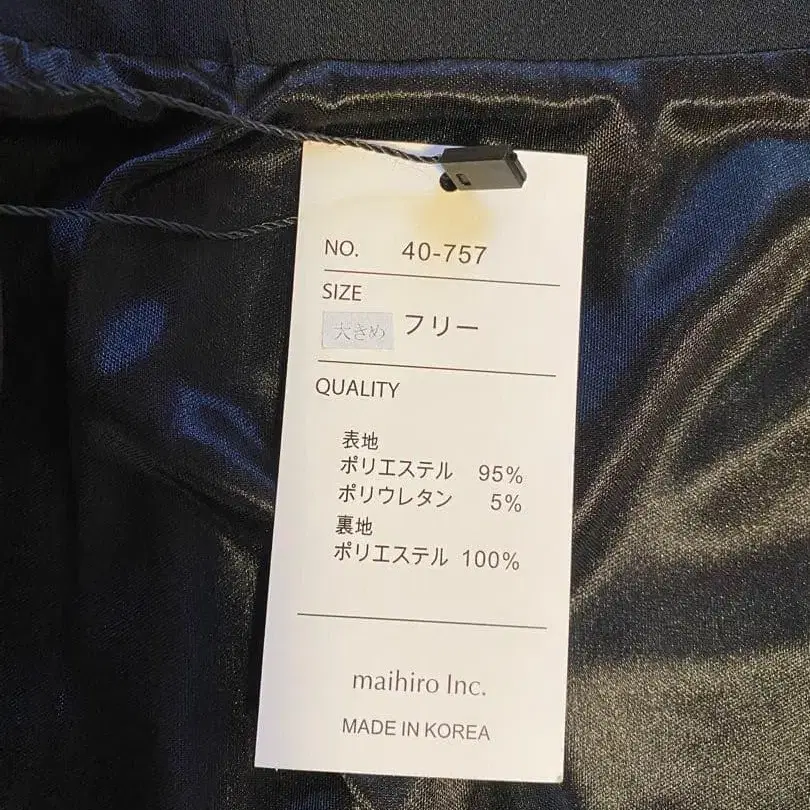 NO. 40-757
SIZE
大きめ フリー
QUALITY
表地
ポリエステル 95%
ポリウレタン 5%
裏地
ポリエステル 100%
maihiro Inc.
MADE IN KOREA